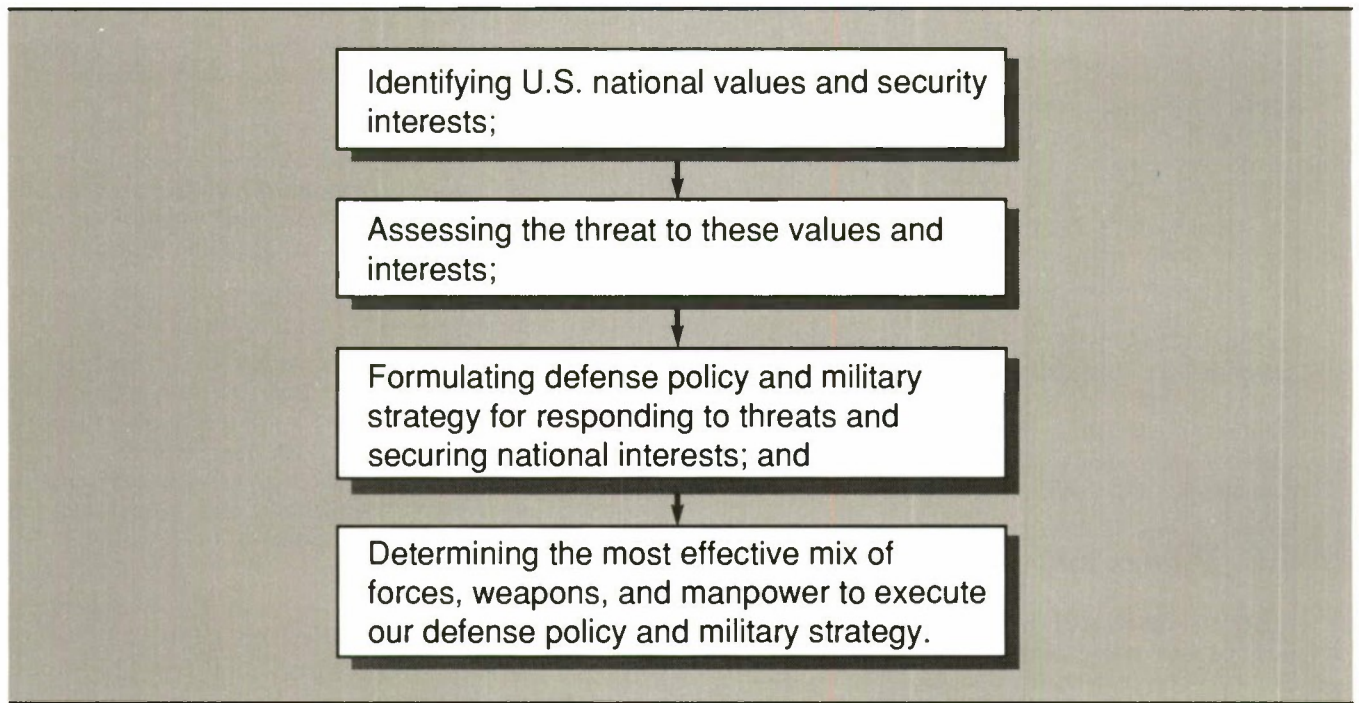 Identifying U.S. national values and security
interests;
Assessing the threat to these values and
interests;
Formulating defense policy and military
strategy for responding to threats and
securing national interests; and
Determining the most effective mix of
forces, weapons, and manpower to execute
our defense policy and military strategy.